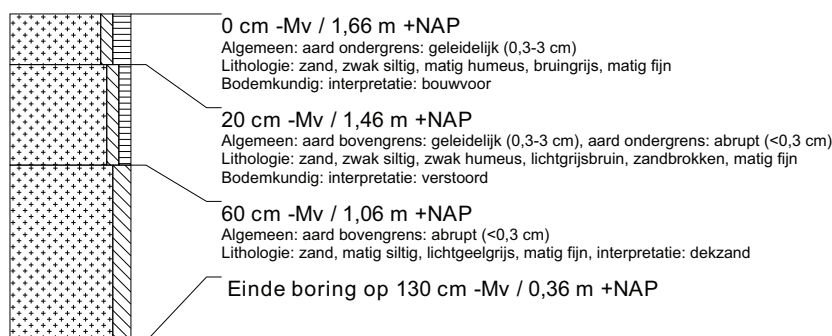 0 cm -Mv / 1,66 m +NAP
Algemeen: aard ondergrens: geleidelijk (0,3-3 cm)
Lithologie: zand, zwak siltig, matig humeus, bruingrijs, matig fijn
Bodemkundig: interpretatie: bouwvoor
20 cm -Mv / 1,46 m +NAP
Algemeen: aard bovengrens: geleidelijk (0,3-3 cm), aard ondergrens: abrupt (<0,3 cm)
Lithologie: zand, zwak siltig, zwak humeus, lichtgrijsbruin, zandbrokken, matig fijn
Bodemkundig: interpretatie: verstoord
60 cm -Mv / 1,06 m +NAP
Algemeen: aard bovengrens: abrupt (<0,3 cm)
Lithologie: zand, matig siltig, lichtgeelgrijs, matig fijn, interpretatie: dekzand
Einde boring op 130 cm -Mv / 0,36 m +NAP